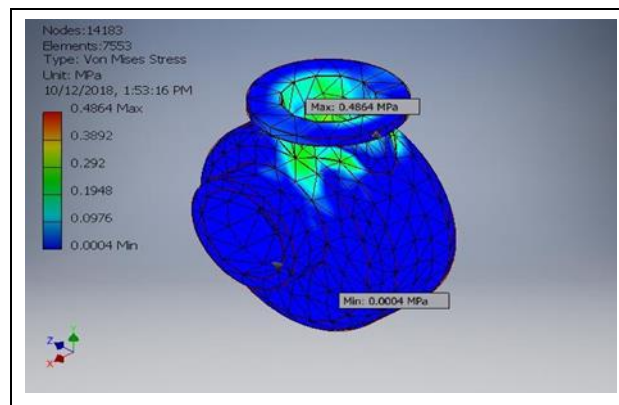 Nodes:14183
Elements:7553
Type: Von Mises Stress
Unit: MPa
10/12/2018, 1:53:16 PM
0.4864 Max
0.3892
0.292
0.1948
0.0976
0.0004 Min
Max: 0.4864 MPa
Min: 0.0004 MPa
Y
Z
X